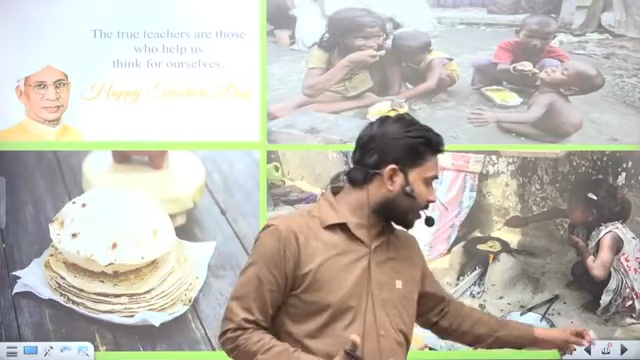 The true teachers are those
who help us
think for ourselves.
Happy Teachers Day